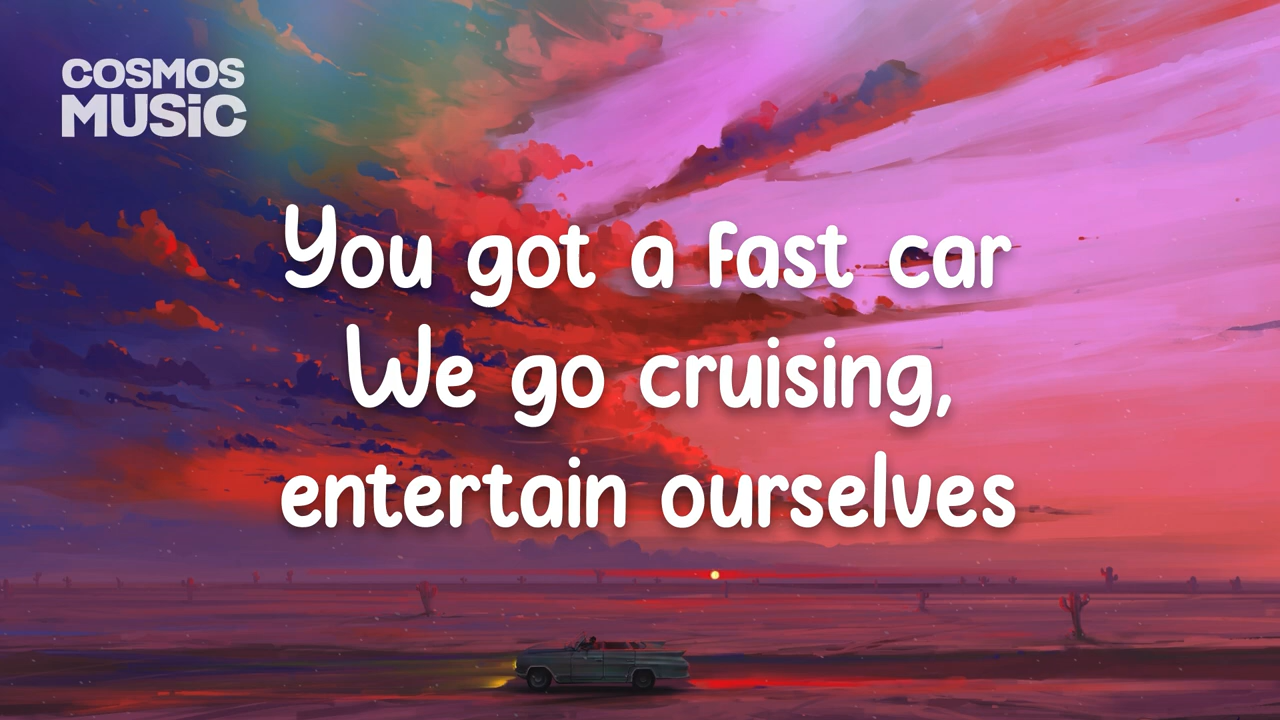 COSMOS
MUSiC
You got a fast car
We go cruising,
entertain ourselves